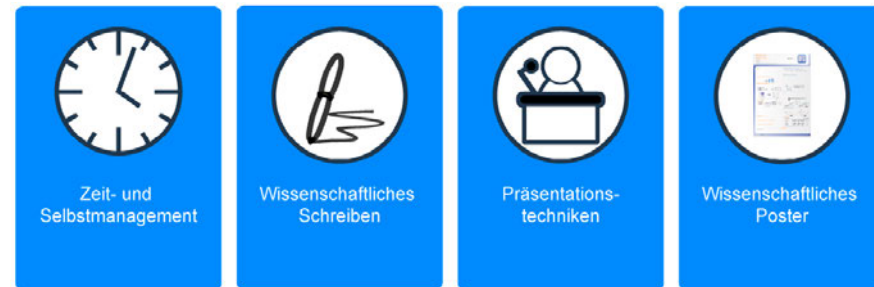 Zeit- und
Selbstmanagement
Wissenschaftliches
Schreiben
Präsentations-
techniken
Wissenschaftliches
Poster